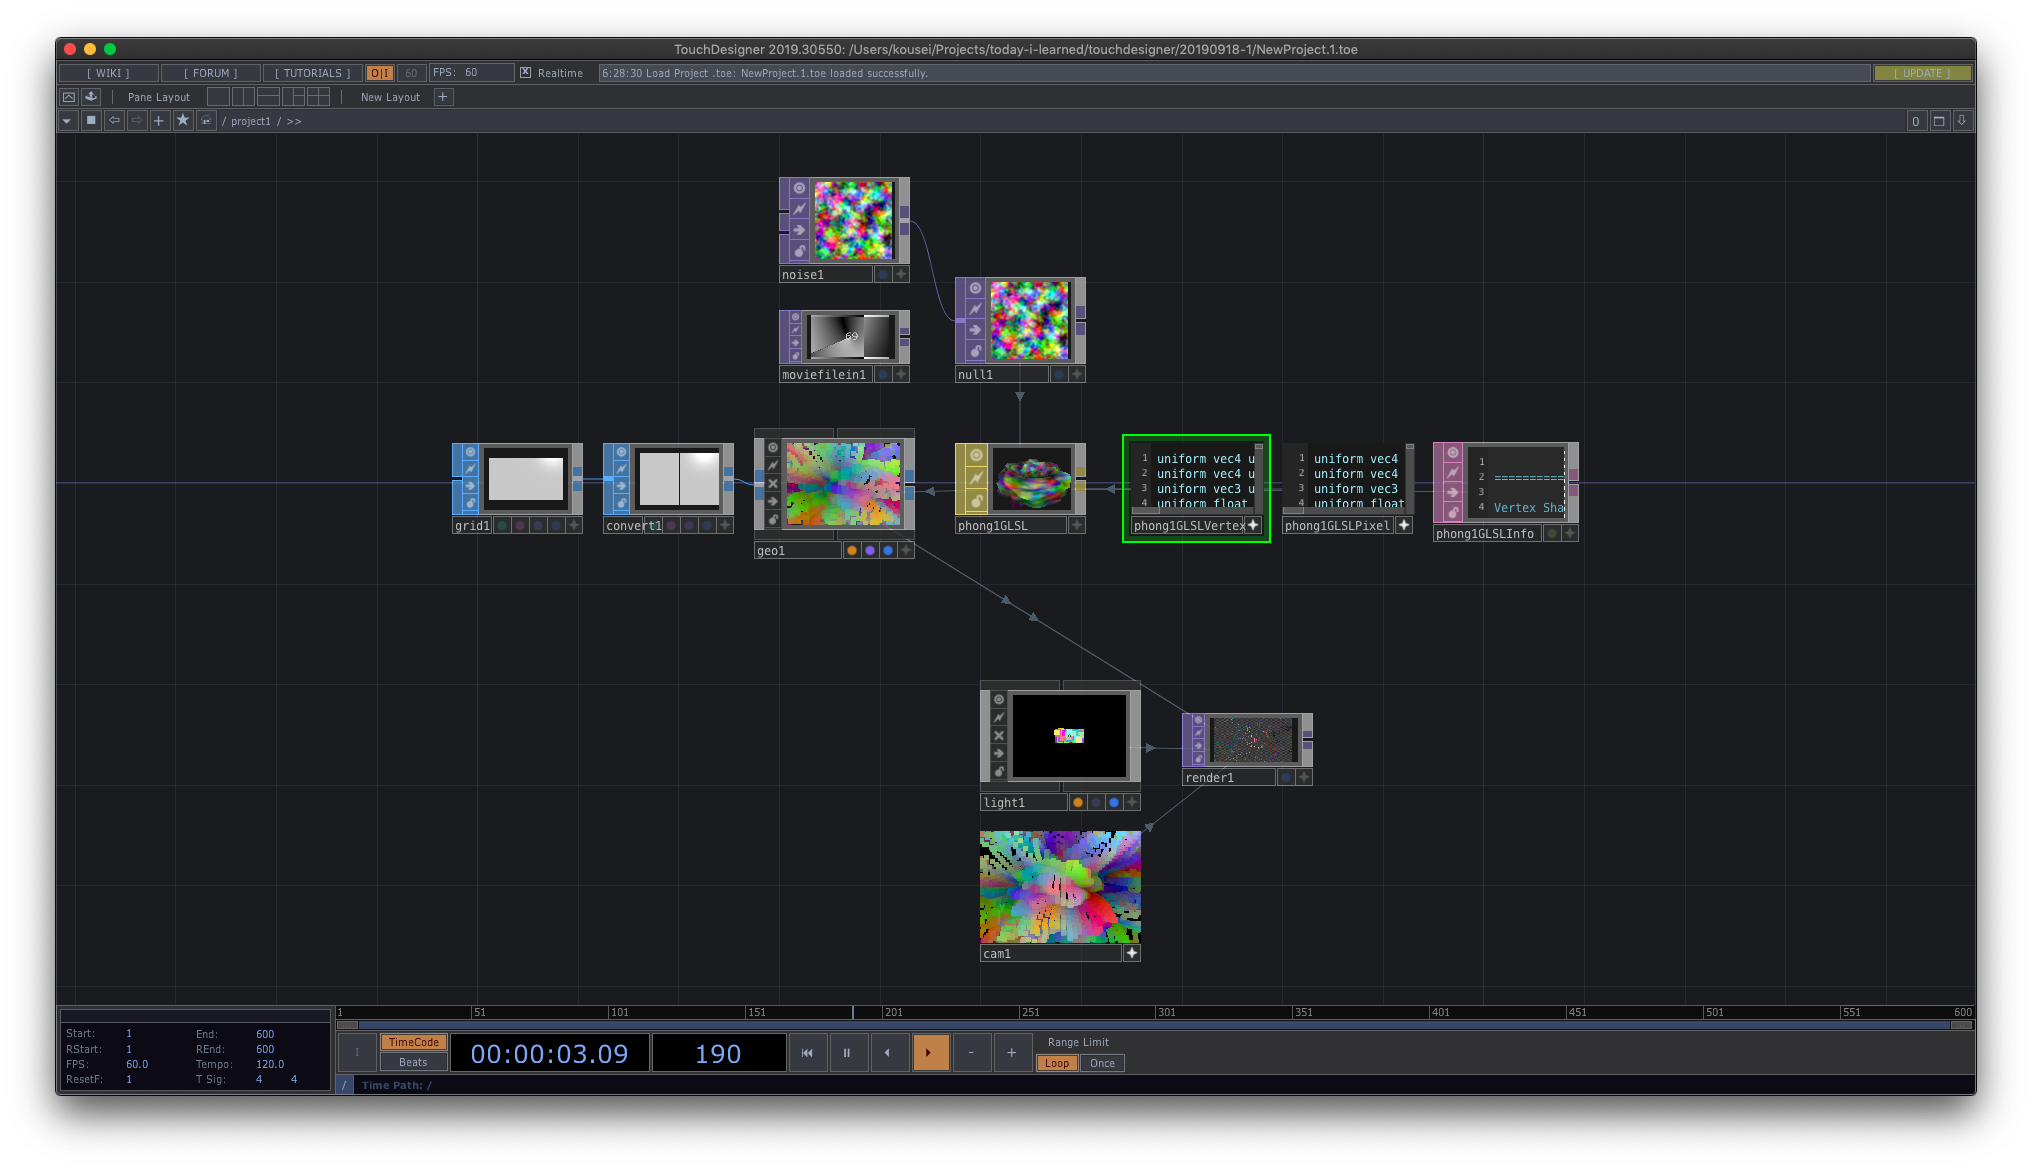 TouchDesigner 2019.30550: /Users/kousei/Projects/today-i-learned/touchdesigner/20190918-1/NewProject.1.toe
[ WIKI ] [ FORUM ] [ TUTORIALS ] O|I 60 FPS: 60 Realtime 6:28:30 Load Project .toe: NewProject.1.toe loaded successfully. [ UPDATE ]
Pane Layout New Layout +
/ project1 / >> 0
noise1
69
moviefilein1
null1
grid1
convert1
geo1
phong1GLSL
1 uniform vec4 u
2 uniform vec4 u
3 uniform vec3 u
4 uniform float
phong1GLSLVertex
1 uniform vec4
2 uniform vec4
3 uniform vec3
4 uniform float
phong1GLSLPixel
1
2 ==========
3
4 Vertex Sha
phong1GLSLInfo
light1
render1
cam1
1 51 101 151 201 251 301 351 401 451 501 551 600
Start: 1 End: 600
RStart: 1 REnd: 600
FPS: 60.0 Tempo: 120.0
ResetF: 1 T Sig: 4 4
I TimeCode
Beats
00:00:03.09
190
- +
Range Limit
Loop Once
/ Time Path: /